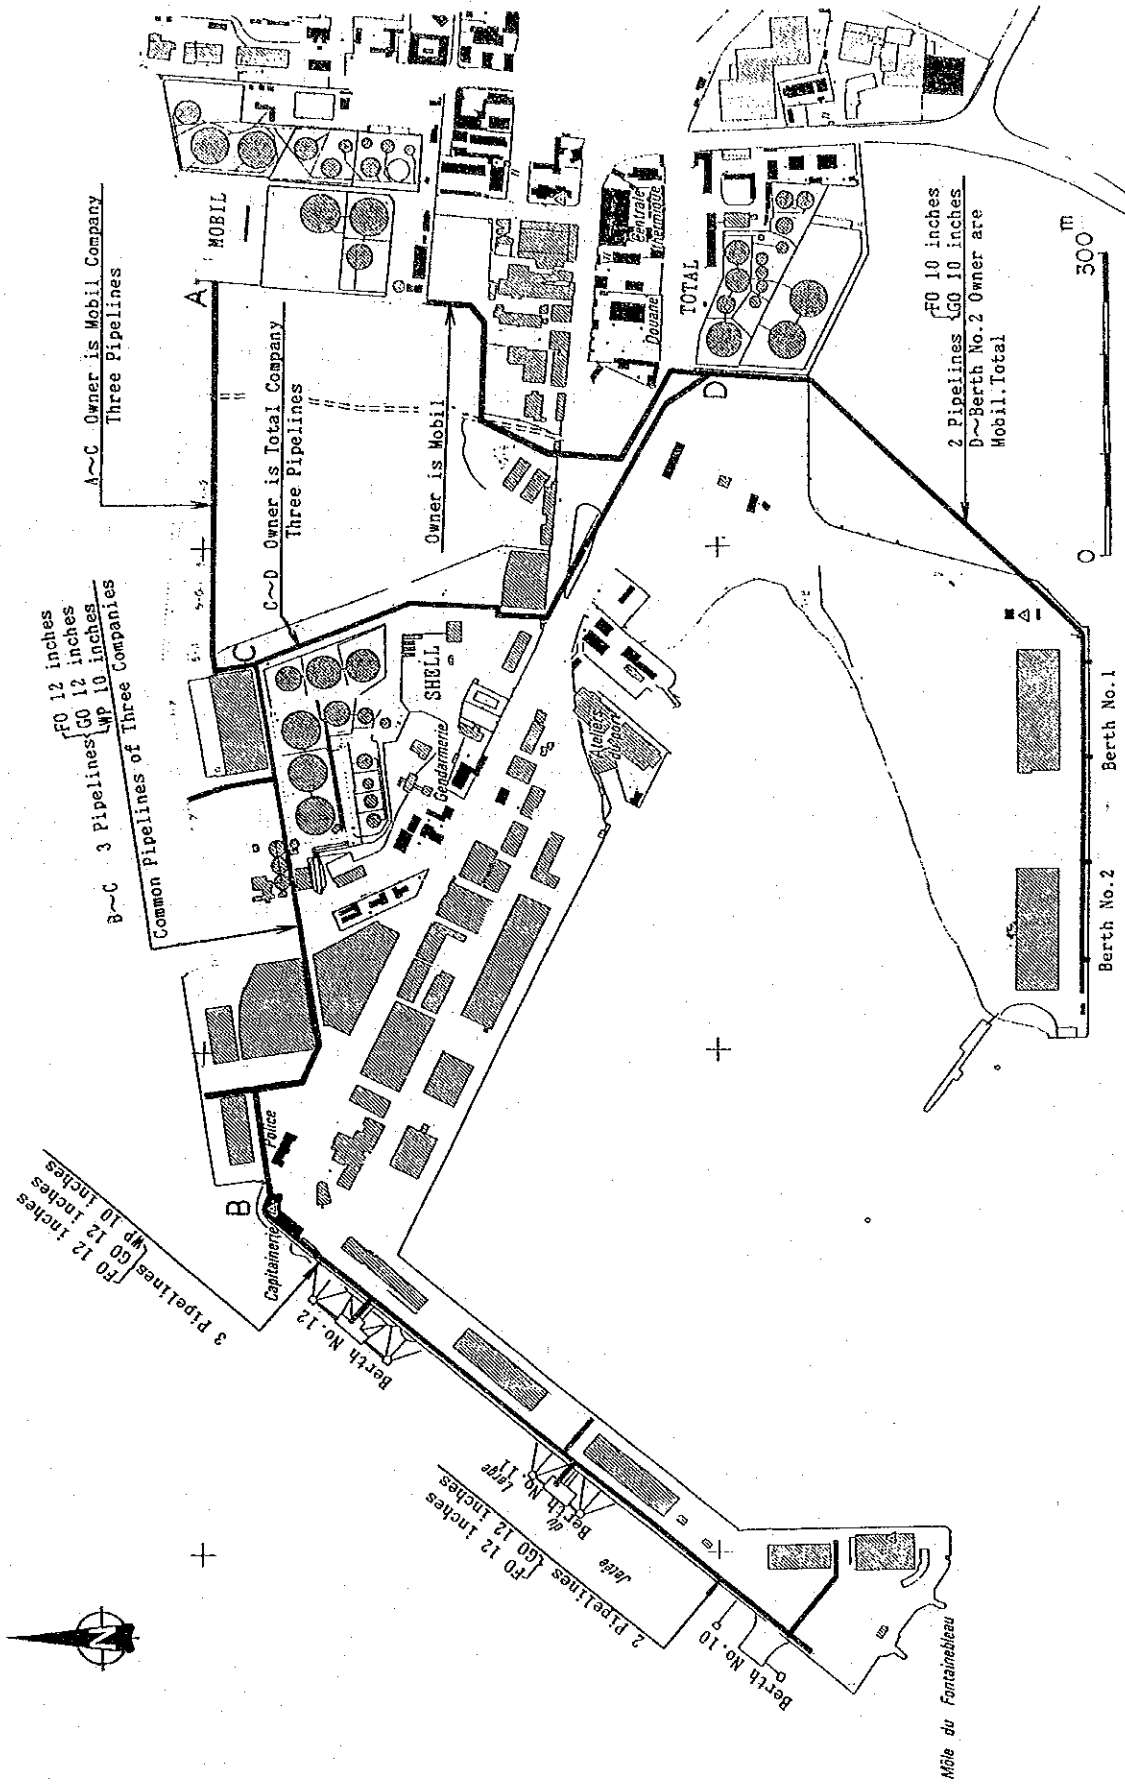 A~C Owner is Mobil Company
Three Pipelines
A
MOBIL
C~D Owner is Total Company
Three Pipelines
Owner is Mobil
Centrale
thermique
Douane
TOTAL
D
FO 10 inches
2 Pipelines GO 10 inches
D~Berth No.2 Owner are
Mobil.Total
0
300 m
FO 12 inches
B~C 3 Pipelines GO 12 inches
WP 10 inches
Common Pipelines of Three Companies
C
SHELL
Gendarmerie
Ateliers
du Port
Berth No.1
Berth No.2
Police
B
Capitainerie
FO 12 inches
3 Pipelines GO 12 inches
WP 10 inches
Berth No.12
Berth No.11
Jetée du Large
FO 12 inches
2 Pipelines GO 12 inches
Berth No.10
Môle du Fontainebleau
N